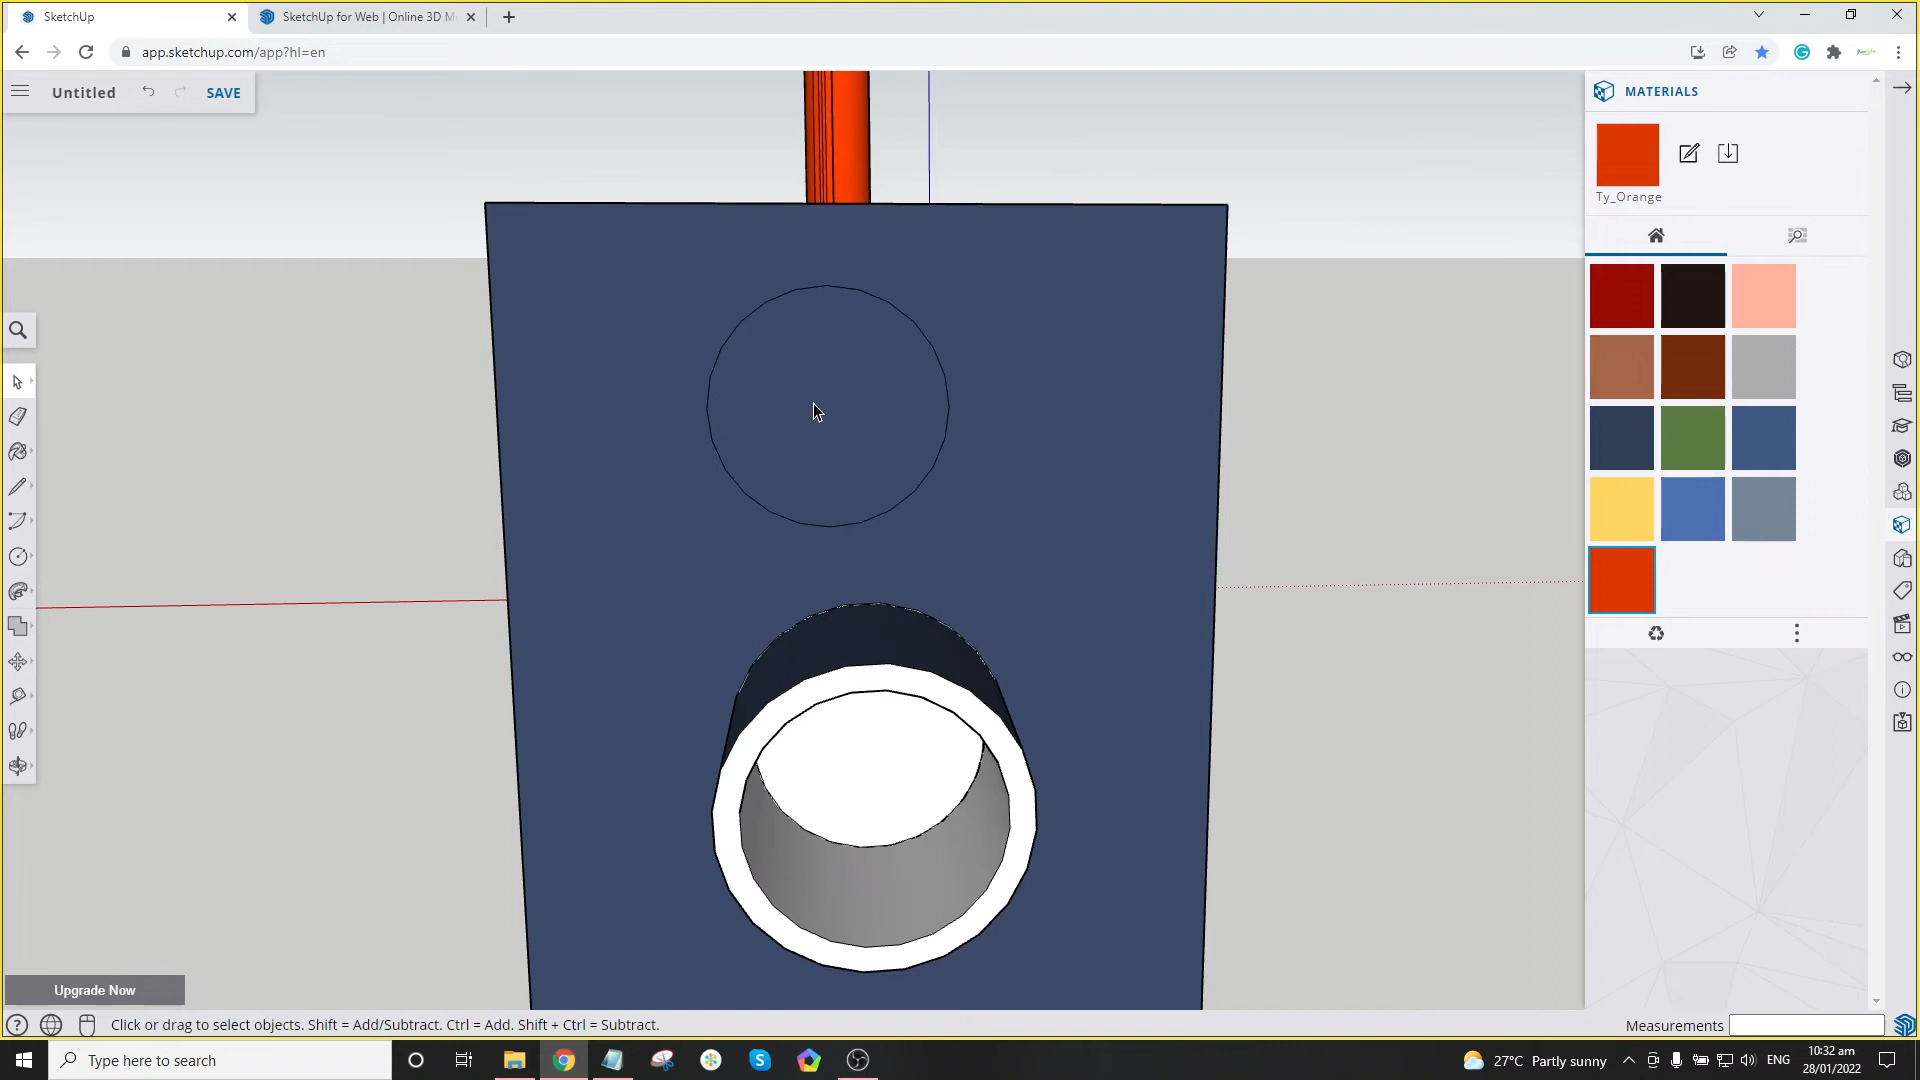 SketchUp
SketchUp for Web | Online 3D M
app.sketchup.com/app?hl=en
Untitled
SAVE
MATERIALS
Ty_Orange
Upgrade Now
Click or drag to select objects. Shift = Add/Subtract. Ctrl = Add. Shift + Ctrl = Subtract.
Measurements
Type here to search
27°C Partly sunny
ENG
10:32 am
28/01/2022